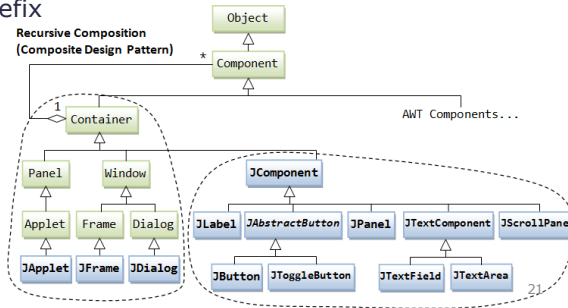 efix
Object
Recursive Composition
(Composite Design Pattern)
*
Component
1
Container
AWT Components...
Panel
Window
JComponent
Applet
Frame
Dialog
JLabel
JAbstractButton
JPanel
JTextComponent
JScrollPane
JApplet
JFrame
JDialog
JButton
JToggleButton
JTextField
JTextArea
21